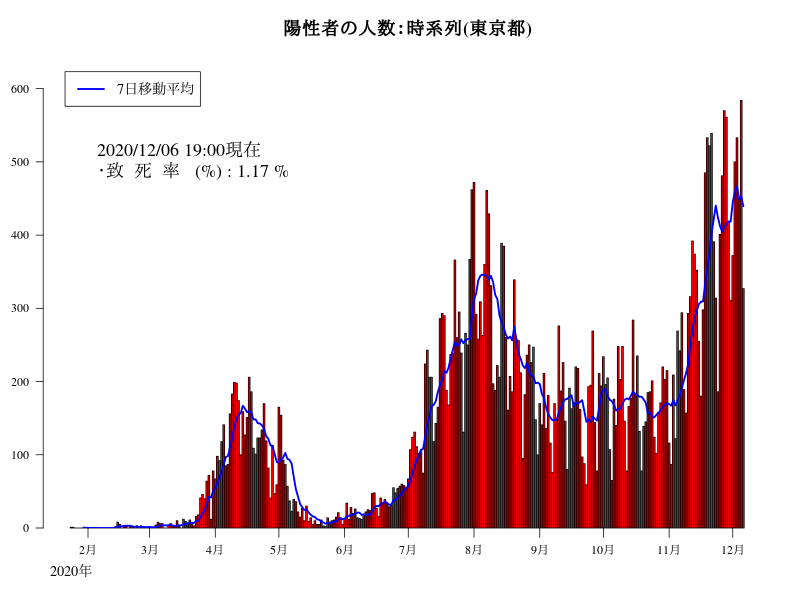 陽性者の人数：時系列(東京都)
7日移動平均
2020/12/06 19:00現在
・致 死 率 (%) : 1.17 %
600
500
400
300
200
100
0
2月 3月 4月 5月 6月 7月 8月 9月 10月 11月 12月
2020年